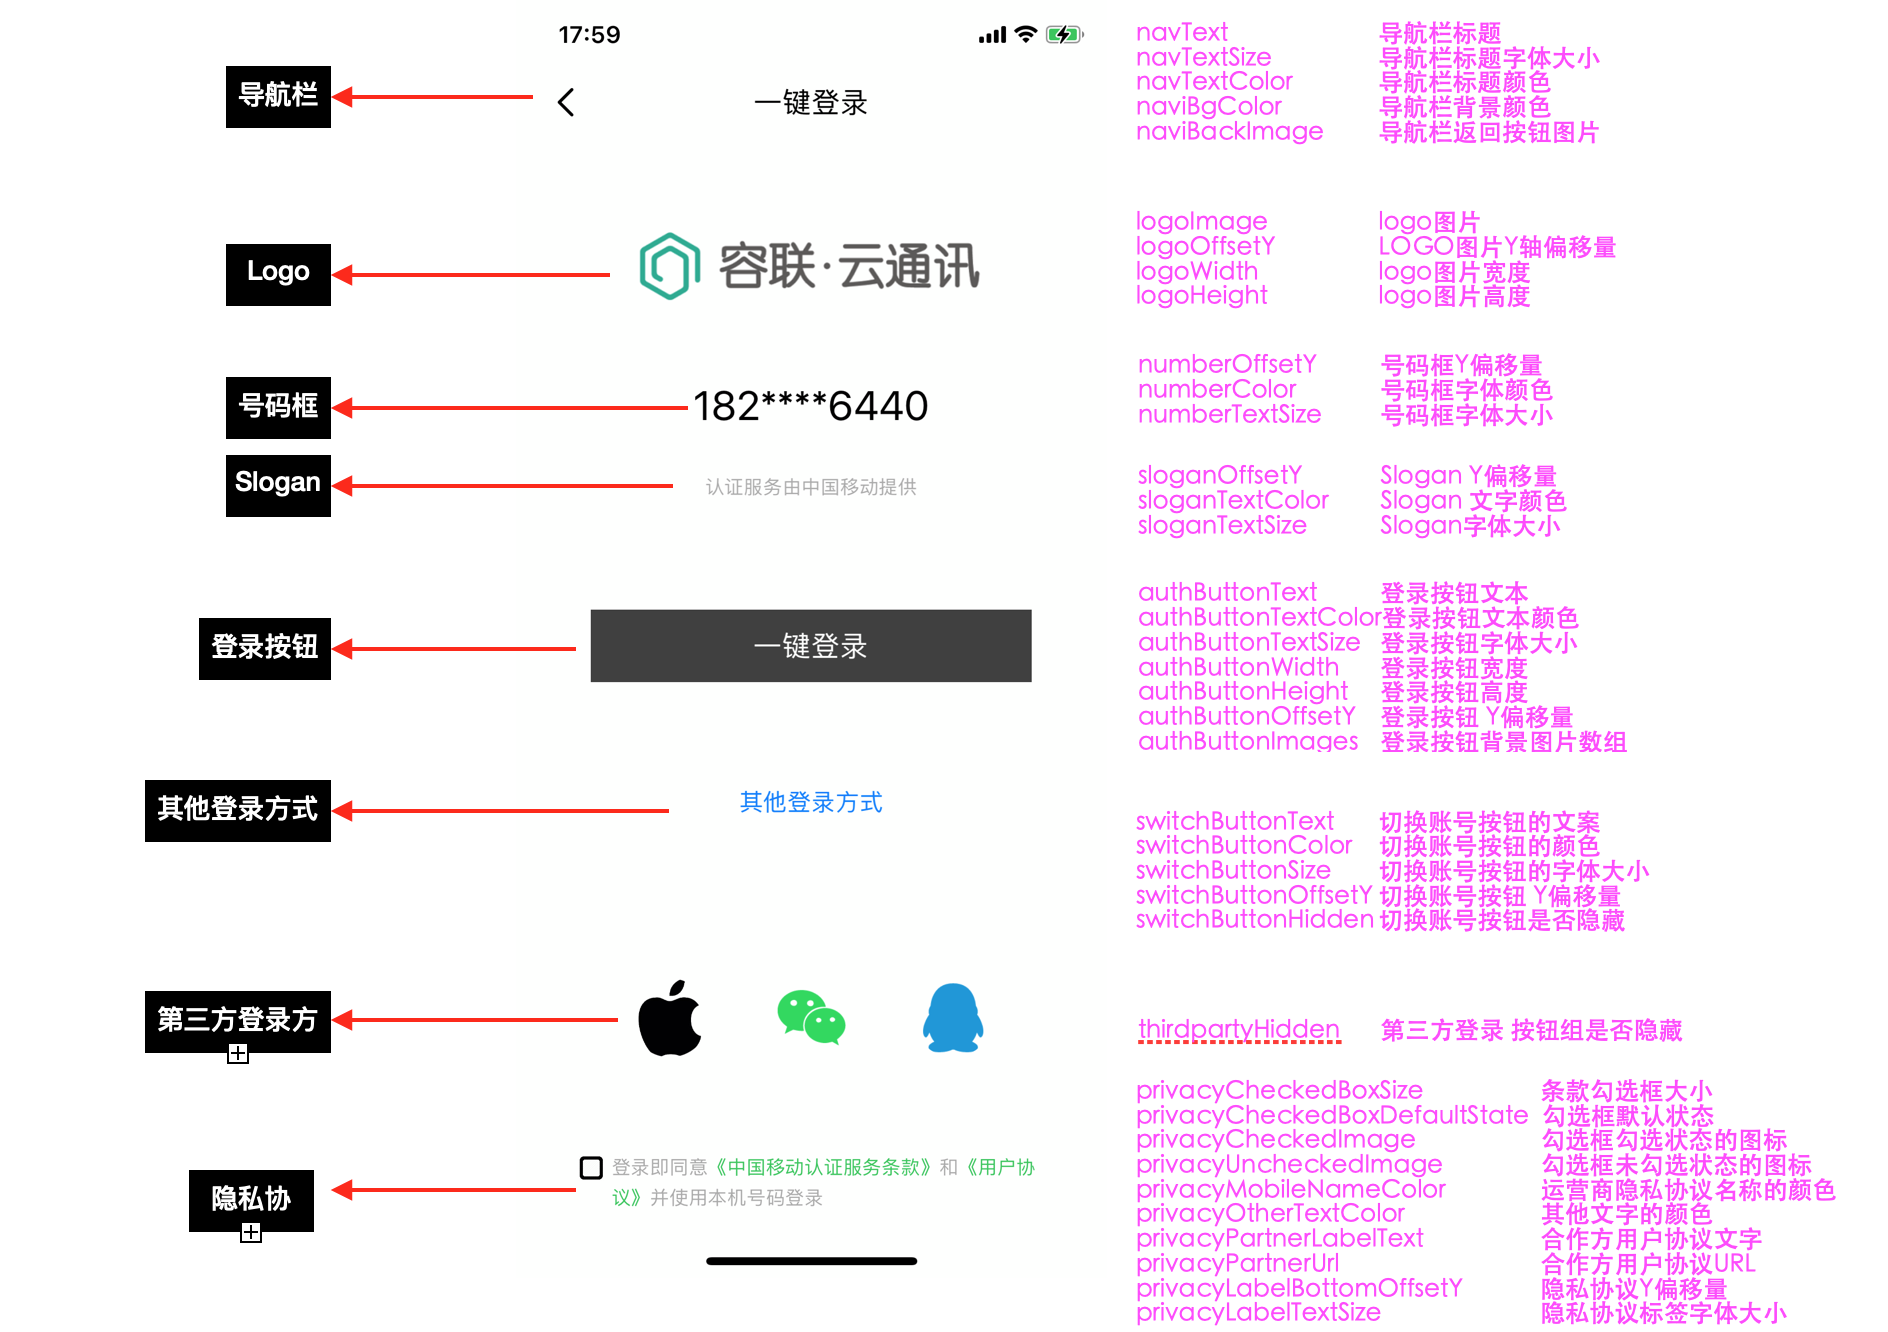 17:59
导航栏
一键登录
navText 导航栏标题
navTextSize 导航栏标题字体大小
navTextColor 导航栏标题颜色
naviBgColor 导航栏背景颜色
naviBackImage 导航栏返回按钮图片
Logo
容联·云通讯
logoImage logo图片
logoOffsetY LOGO图片Y轴偏移量
logoWidth logo图片宽度
logoHeight logo图片高度
号码框
182****6440
numberOffsetY 号码框Y偏移量
numberColor 号码框字体颜色
numberTextSize 号码框字体大小
Slogan
认证服务由中国移动提供
sloganOffsetY Slogan Y偏移量
sloganTextColor Slogan 文字颜色
sloganTextSize Slogan字体大小
登录按钮
一键登录
authButtonText 登录按钮文本
authButtonTextColor登录按钮文本颜色
authButtonTextSize 登录按钮字体大小
authButtonWidth 登录按钮宽度
authButtonHeight 登录按钮高度
authButtonOffsetY 登录按钮 Y偏移量
authButtonImages 登录按钮背景图片数组
其他登录方式
其他登录方式
switchButtonText 切换账号按钮的文案
switchButtonColor 切换账号按钮的颜色
switchButtonSize 切换账号按钮的字体大小
switchButtonOffsetY 切换账号按钮 Y偏移量
switchButtonHidden 切换账号按钮是否隐藏
第三方登录方
thirdpartyHidden 第三方登录 按钮组是否隐藏
隐私协
登录即同意《中国移动认证服务条款》和《用户协
议》并使用本机号码登录
privacyCheckedBoxSize 条款勾选框大小
privacyCheckedBoxDefaultState 勾选框默认状态
privacyCheckedImage 勾选框勾选状态的图标
privacyUncheckedImage 勾选框未勾选状态的图标
privacyMobileNameColor 运营商隐私协议名称的颜色
privacyOtherTextColor 其他文字的颜色
privacyPartnerLabelText 合作方用户协议文字
privacyPartnerUrl 合作方用户协议URL
privacyLabelBottomOffsetY 隐私协议Y偏移量
privacyLabelTextSize 隐私协议标签字体大小